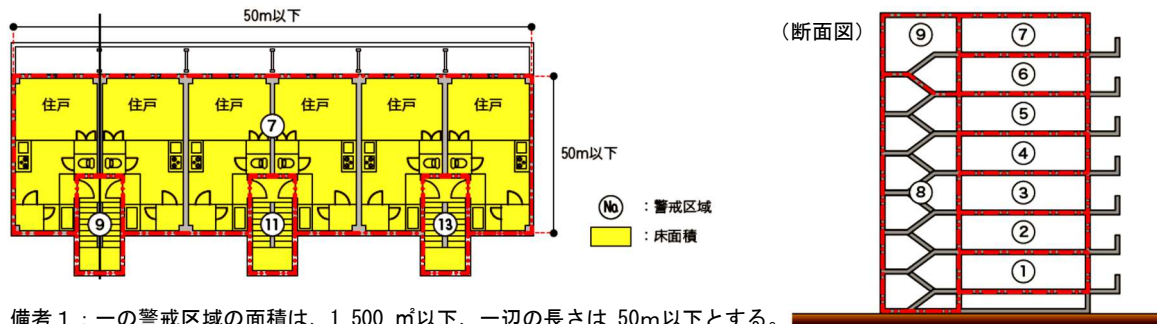 50m以下
住戸
住戸
住戸
住戸
住戸
住戸
⑦
50m以下
⑨
⑪
⑬
No ：警戒区域
：床面積
(断面図)
⑨
⑦
⑥
⑤
④
⑧
③
②
①
備考１：一の警戒区域の面積は、1,500 ㎡以下、一辺の長さは 50m以下とする。